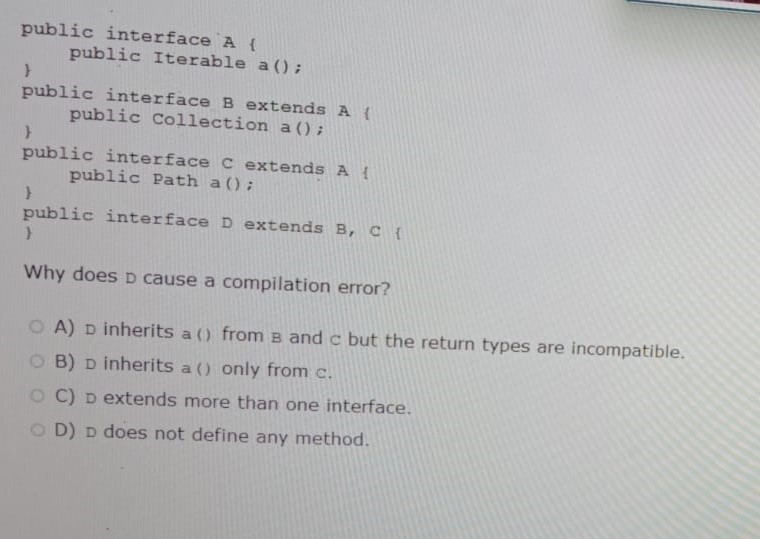 public interface A {
public Iterable a();
}
public interface B extends A {
public Collection a();
}
public interface C extends A {
public Path a();
}
public interface D extends B, C {
}
Why does D cause a compilation error?
A) D inherits a() from B and C but the return types are incompatible.
B) D inherits a() only from C.
C) D extends more than one interface.
D) D does not define any method.